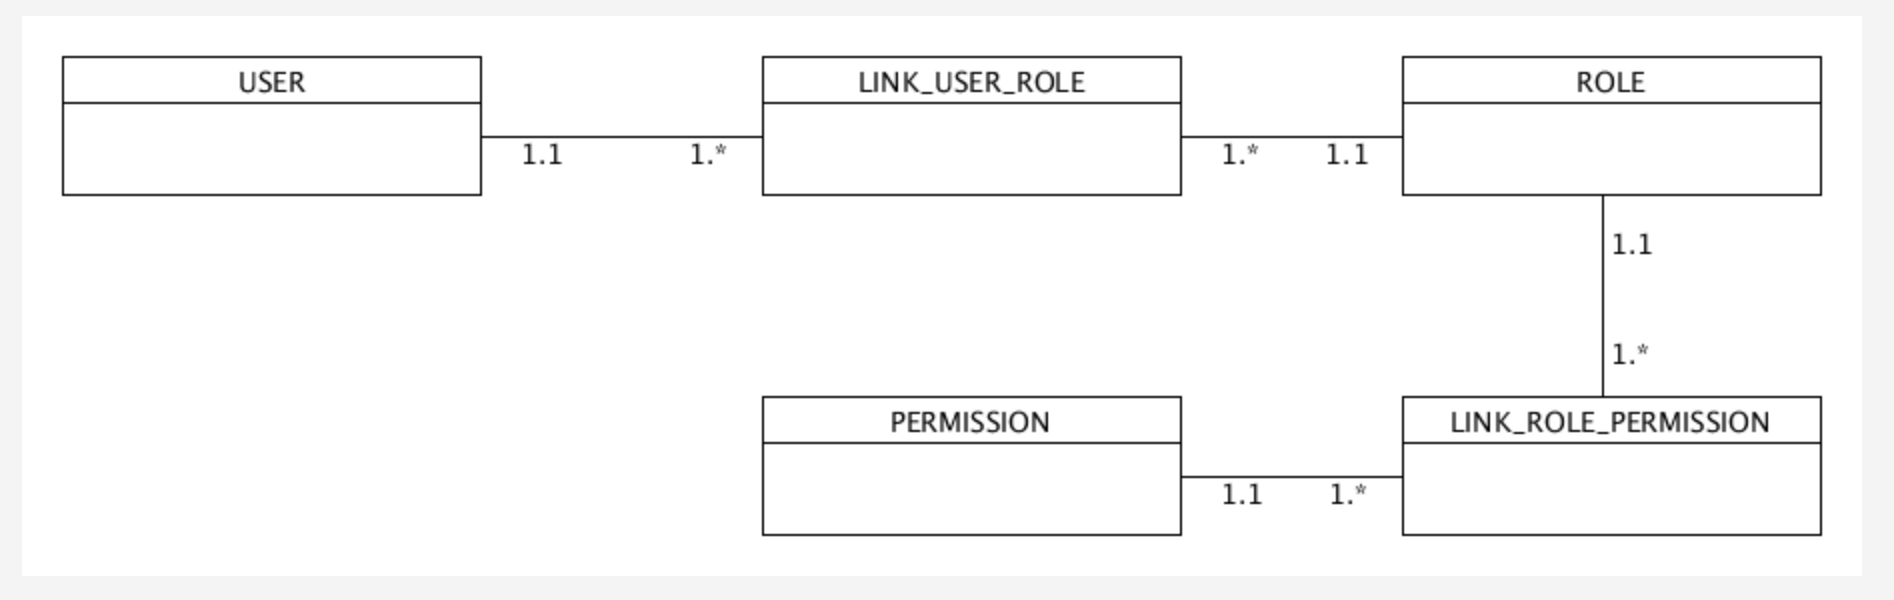 USER
LINK_USER_ROLE
ROLE
1.1
1.*
1.*
1.1
1.1
1.*
PERMISSION
LINK_ROLE_PERMISSION
1.1
1.*